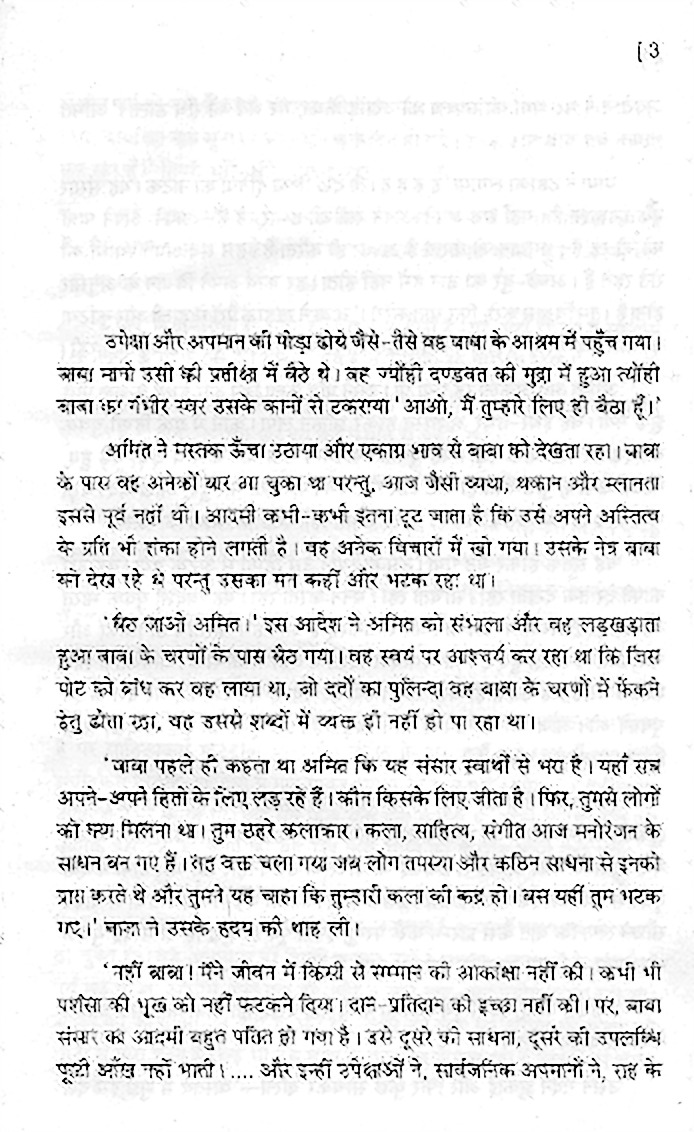 [3
उपेक्षा और अपमान की पीड़ा ढोये जैसे-तैसे वह बाबा के आश्रम में पहुँच गया।
बाबा मानो उसी की प्रतीक्षा में बैठे थे। वह ज्योंही दण्डवत की मुद्रा में हुआ त्योंही
बाबा का गंभीर स्वर उसके कानों से टकराया 'आओ, मैं तुम्हारे लिए ही बैठा हूँ।'
अमित ने मस्तक ऊँचा उठाया और एकाग्र भाव से बाबा को देखता रहा। बाबा
के पास वह अनेकों बार आ चुका था परन्तु, आज जैसी व्यथा, थकान और म्लानता
इससे पूर्व नहीं थी। आदमी कभी-कभी इतना टूट जाता है कि उसे अपने अस्तित्व
के प्रति भी शंका होने लगती है। वह अनेक विचारों में खो गया। उसके नेत्र बाबा
को देख रहे थे परन्तु उसका मन कहीं और भटक रहा था।
'बैठ जाओ अमित।' इस आदेश ने अमित को संभाला और वह लड़खड़ाता
हुआ बाबा के चरणों के पास बैठ गया। वह स्वयं पर आश्चर्य कर रहा था कि जिस
पोट को बांध कर वह लाया था, जो दर्दों का पुलिन्दा वह बाबा के चरणों में फेंकने
हेतु ढोता रहा, वह उससे शब्दों में व्यक्त ही नहीं हो पा रहा था।
'बाबा पहले ही कहता था अमित कि यह संसार स्वार्थों से भरा है। यहाँ सब
अपने-अपने हितों के लिए लड़ रहे हैं। कौन किसके लिए जीता है। फिर, तुमसे लोगों
को क्या मिलना था। तुम ठहरे कलाकार। कला, साहित्य, संगीत आज मनोरंजन के
साधन बन गए हैं। वह वक्त चला गया जब लोग तपस्या और कठिन साधना से इनको
प्राप्त करते थे और तुमने यह चाहा कि तुम्हारी कला की कद्र हो। बस यहीं तुम भटक
गए।' बाबा ने उसके हृदय की थाह ली।
'नहीं बाबा! मैंने जीवन में किसी से सम्मान की आकांक्षा नहीं की। कभी भी
प्रशंसा की भूख को नहीं फटकने दिया। दान-प्रतिदान की इच्छा नहीं की। पर, बाबा
संसार का आदमी बहुत पतित हो गया है। उसे दूसरे की साधना, दूसरे की उपलब्धि
फूटी आँख नहीं भाती।.... और इन्हीं उपेक्षाओं ने, सार्वजनिक अपमानों ने, राह के